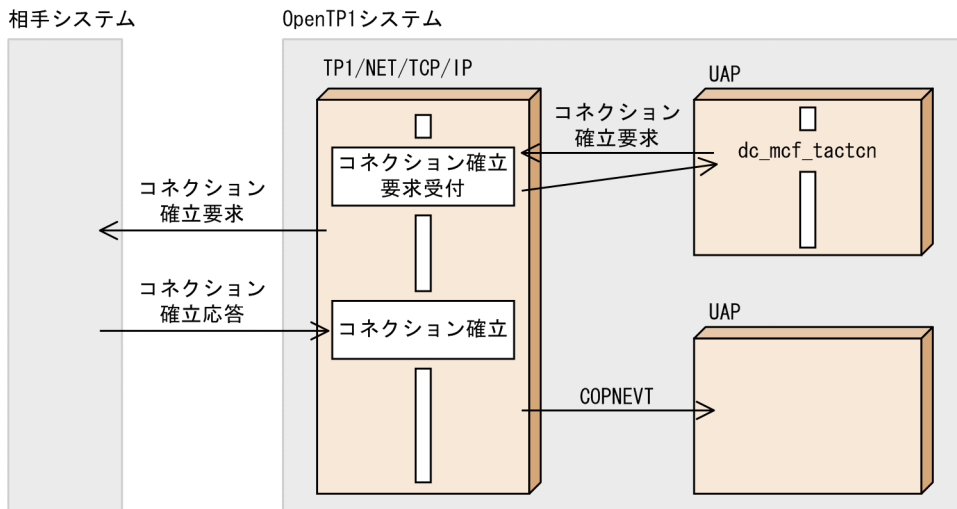 相手システム
OpenTP1システム
TP1/NET/TCP/IP
UAP
コネクション
確立要求
dc_mcf_tactcn
コネクション確立
要求受付
コネクション
確立要求
コネクション
確立応答
コネクション確立
UAP
COPNEVT